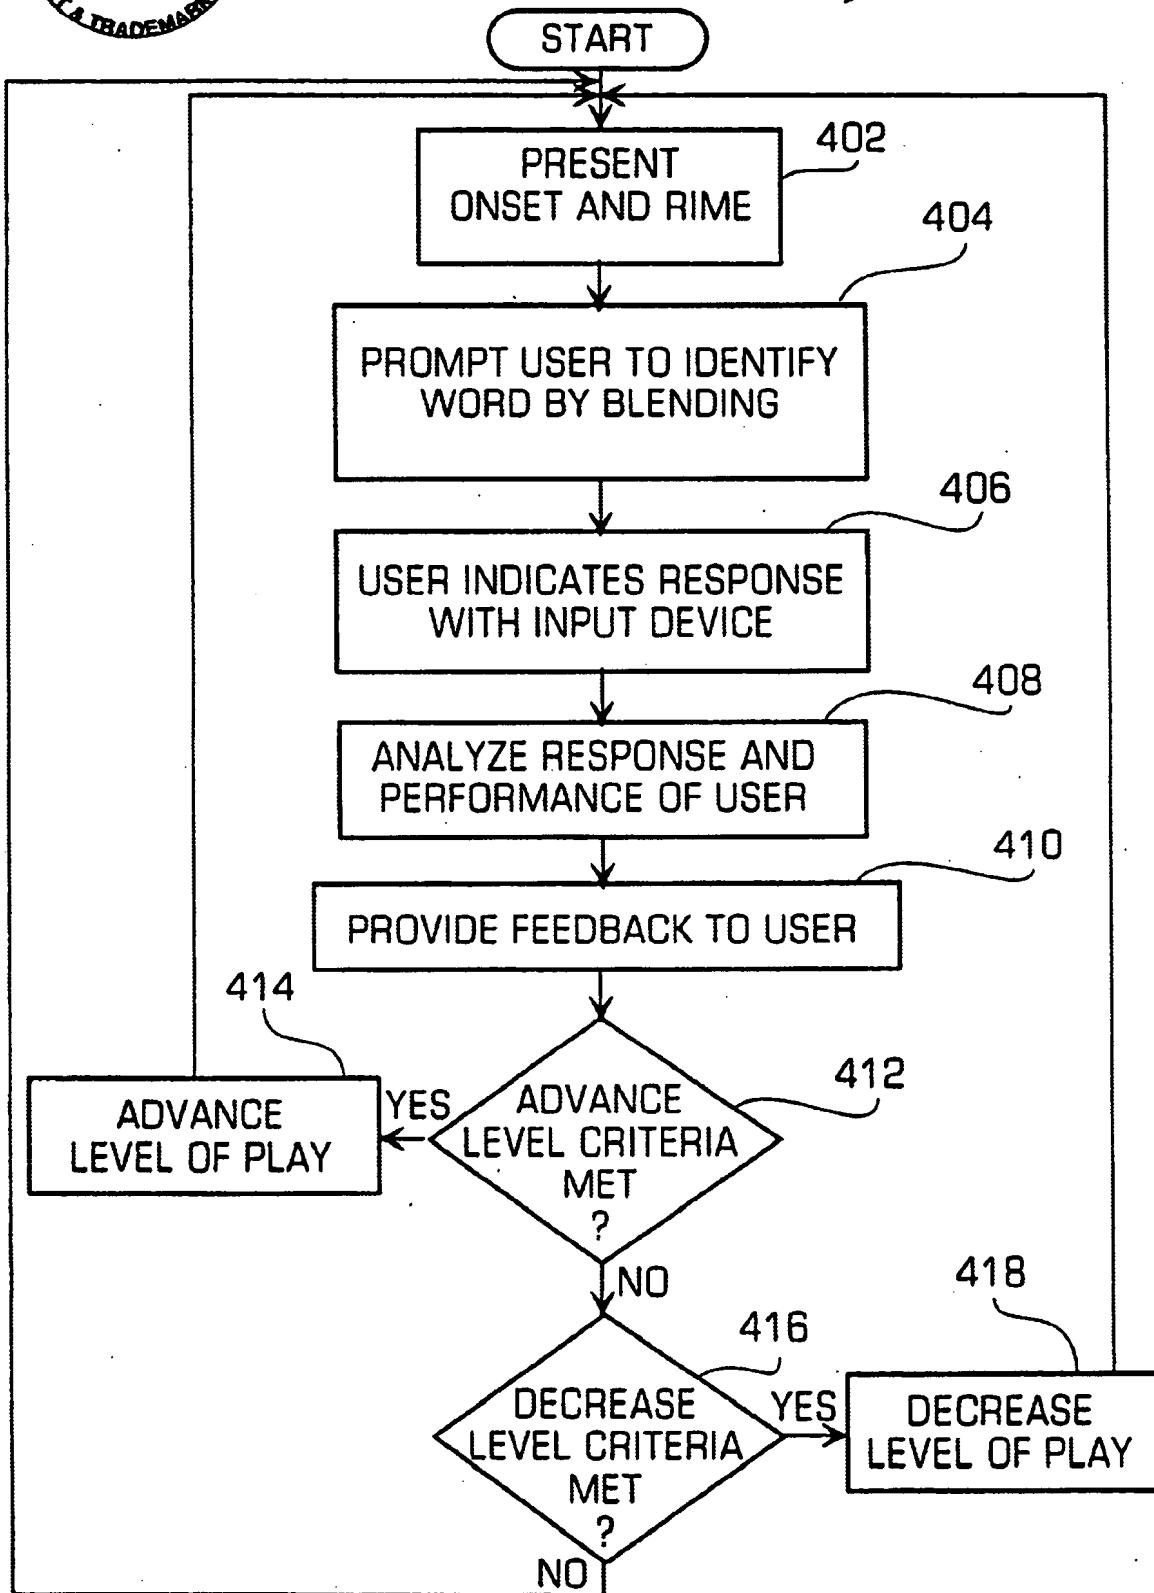 & TRADEMARK
START
402
PRESENT
ONSET AND RIME
404
PROMPT USER TO IDENTIFY
WORD BY BLENDING
406
USER INDICATES RESPONSE
WITH INPUT DEVICE
408
ANALYZE RESPONSE AND
PERFORMANCE OF USER
410
PROVIDE FEEDBACK TO USER
414
412
ADVANCE
LEVEL OF PLAY
YES
ADVANCE
LEVEL CRITERIA
MET
?
NO
418
416
DECREASE
LEVEL CRITERIA
MET
?
YES
DECREASE
LEVEL OF PLAY
NO